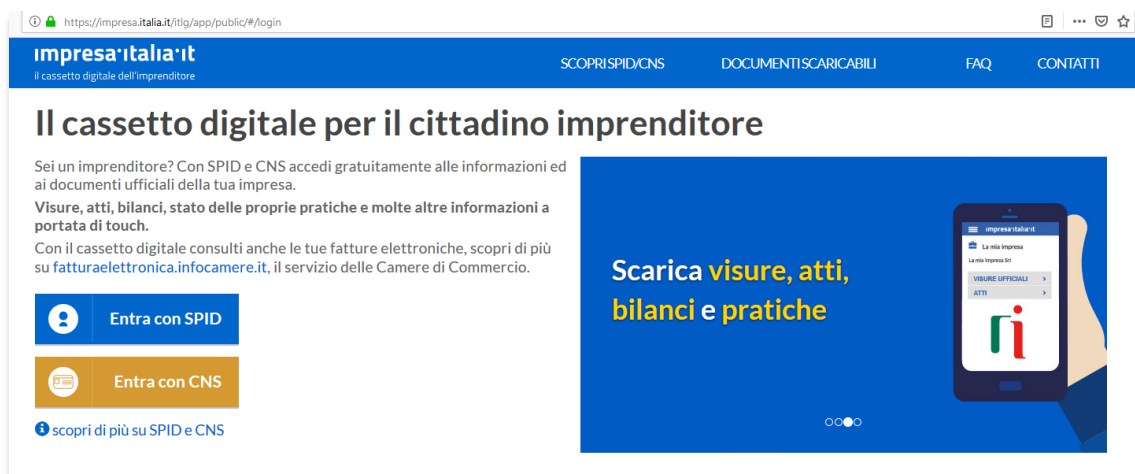 https://impresa.italia.it/itlg/app/public/#/login
impresa•italia•it
il cassetto digitale dell'imprenditore
SCOPRI SPID/CNS
DOCUMENTI SCARICABILI
FAQ
CONTATTI
Il cassetto digitale per il cittadino imprenditore
Sei un imprenditore? Con SPID e CNS accedi gratuitamente alle informazioni ed
ai documenti ufficiali della tua impresa.
Visure, atti, bilanci, stato delle proprie pratiche e molte altre informazioni a
portata di touch.
Con il cassetto digitale consulti anche le tue fatture elettroniche, scopri di più
su fatturaelettronica.infocamere.it, il servizio delle Camere di Commercio.
Entra con SPID
Entra con CNS
scopri di più su SPID e CNS
Scarica visure, atti,
bilanci e pratiche
impresa•italia•it
La mia impresa
La mia impresa Srl
VISURE UFFICIALI
ATTI
ri